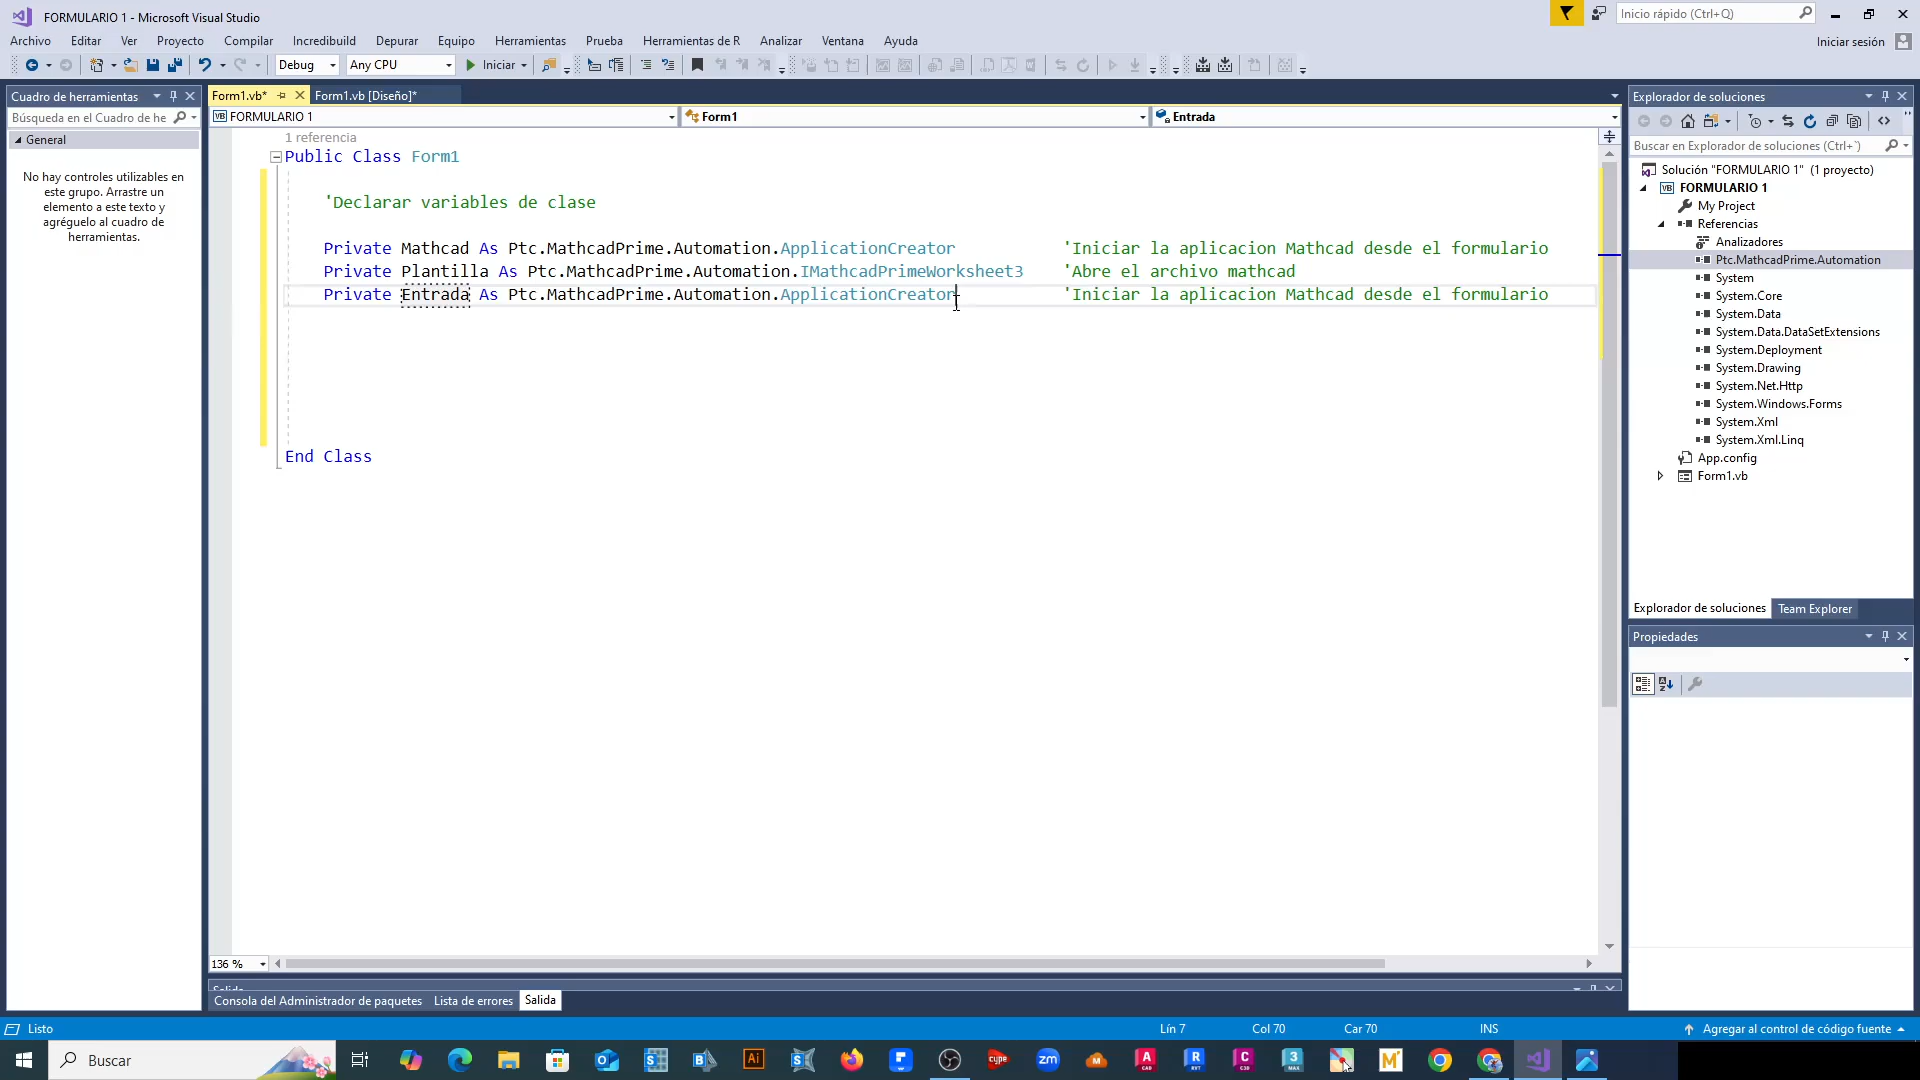 FORMULARIO 1 - Microsoft Visual Studio
Inicio rápido (Ctrl+Q)
Archivo Editar Ver Proyecto Compilar Incredibuild Depurar Equipo Herramientas Prueba Herramientas de R Analizar Ventana Ayuda
Iniciar sesión
Debug Any CPU Iniciar
Cuadro de herramientas
Búsqueda en el Cuadro de he
General
No hay controles utilizables en
este grupo. Arrastre un
elemento a este texto y
agréguelo al cuadro de
herramientas.
Form1.vb* Form1.vb [Diseño]*
FORMULARIO 1 Form1 Entrada
1 referencia
Public Class Form1
'Declarar variables de clase
Private Mathcad As Ptc.MathcadPrime.Automation.ApplicationCreator 'Iniciar la aplicacion Mathcad desde el formulario
Private Plantilla As Ptc.MathcadPrime.Automation.IMathcadPrimeWorksheet3 'Abre el archivo mathcad
Private Entrada As Ptc.MathcadPrime.Automation.ApplicationCreator 'Iniciar la aplicacion Mathcad desde el formulario
End Class
136 %
Consola del Administrador de paquetes Lista de errores Salida
Explorador de soluciones
Buscar en Explorador de soluciones (Ctrl+`)
Solución "FORMULARIO 1" (1 proyecto)
FORMULARIO 1
My Project
Referencias
Analizadores
Ptc.MathcadPrime.Automation
System
System.Core
System.Data
System.Data.DataSetExtensions
System.Deployment
System.Drawing
System.Net.Http
System.Windows.Forms
System.Xml
System.Xml.Linq
App.config
Form1.vb
Explorador de soluciones Team Explorer
Propiedades
Listo Lín 7 Col 70 Car 70 INS Agregar al control de código fuente
Buscar